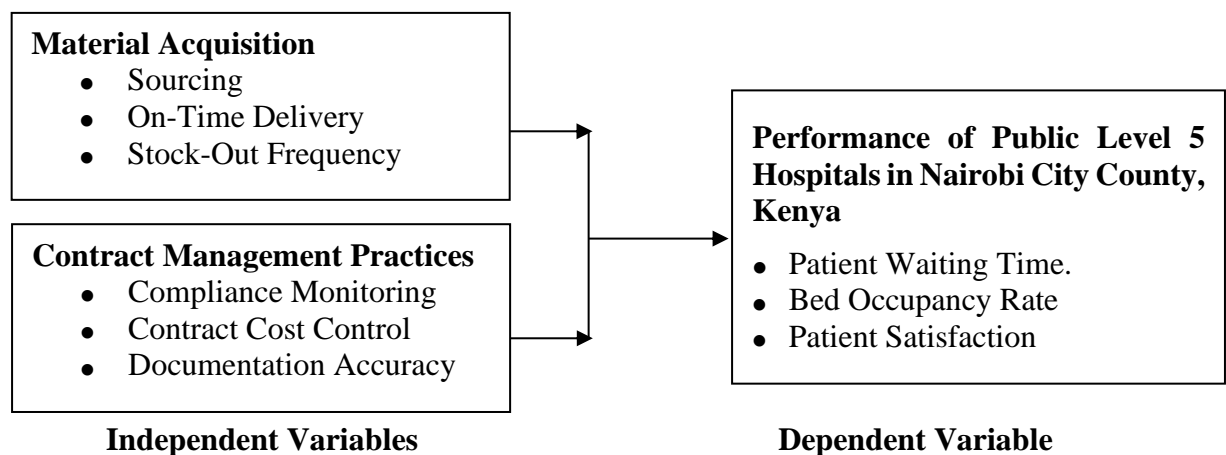 Material Acquisition
● Sourcing
● On-Time Delivery
● Stock-Out Frequency
Contract Management Practices
● Compliance Monitoring
● Contract Cost Control
● Documentation Accuracy
Independent Variables
Performance of Public Level 5
Hospitals in Nairobi City County,
Kenya
● Patient Waiting Time.
● Bed Occupancy Rate
● Patient Satisfaction
Dependent Variable